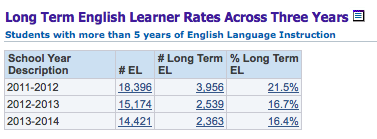 Long Term English Learner Rates Across Three Years
Students with more than 5 years of English Language Instruction
School Year Description # EL # Long Term EL % Long Term EL
2011-2012 18,396 3,956 21.5%
2012-2013 15,174 2,539 16.7%
2013-2014 14,421 2,363 16.4%